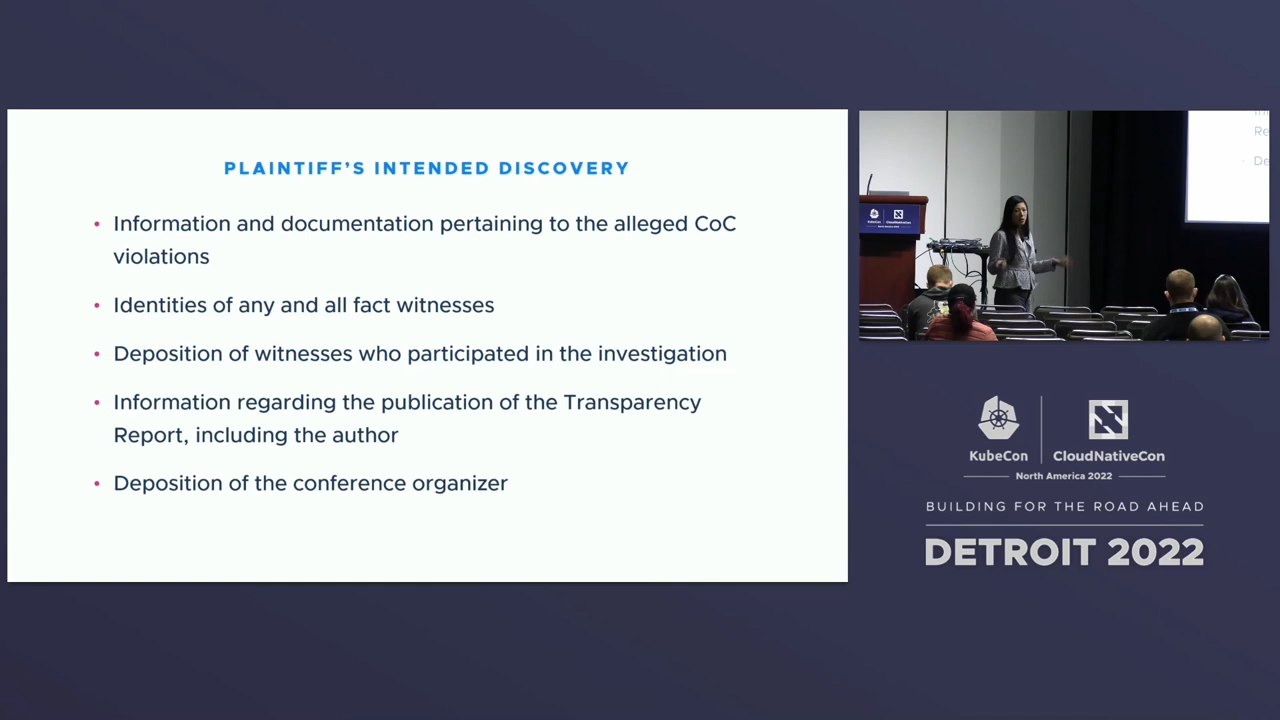 PLAINTIFF'S INTENDED DISCOVERY
• Information and documentation pertaining to the alleged CoC
violations
• Identities of any and all fact witnesses
• Deposition of witnesses who participated in the investigation
• Information regarding the publication of the Transparency
Report, including the author
• Deposition of the conference organizer
Re
De
KubeCon
CloudNativeCon
North America 2022
BUILDING FOR THE ROAD AHEAD
DETROIT 2022